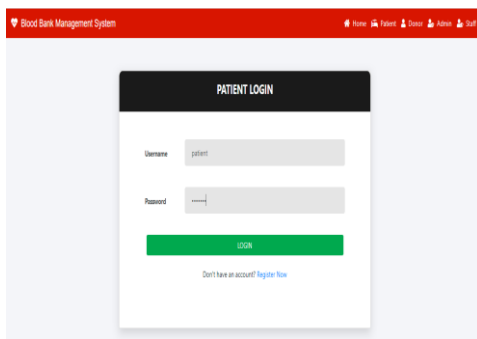 Blood Bank Management System Home Patient Donor Admin Staff
PATIENT LOGIN
Username patient
Password ·······
LOGIN
Don't have an account? Register Now